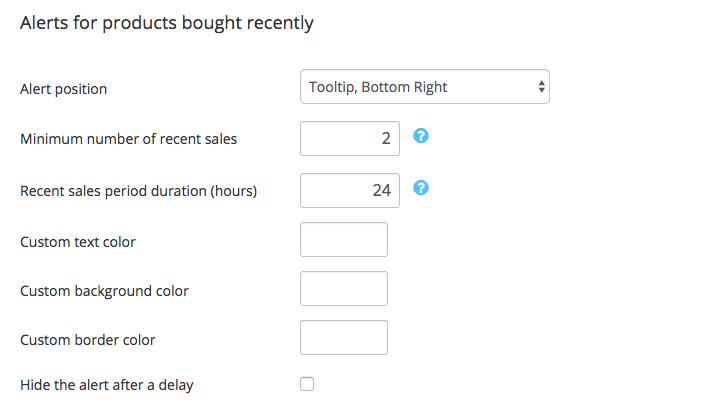 Alerts for products bought recently
Alert position
Tooltip, Bottom Right
Minimum number of recent sales
2
?
Recent sales period duration (hours)
24
?
Custom text color
Custom background color
Custom border color
Hide the alert after a delay